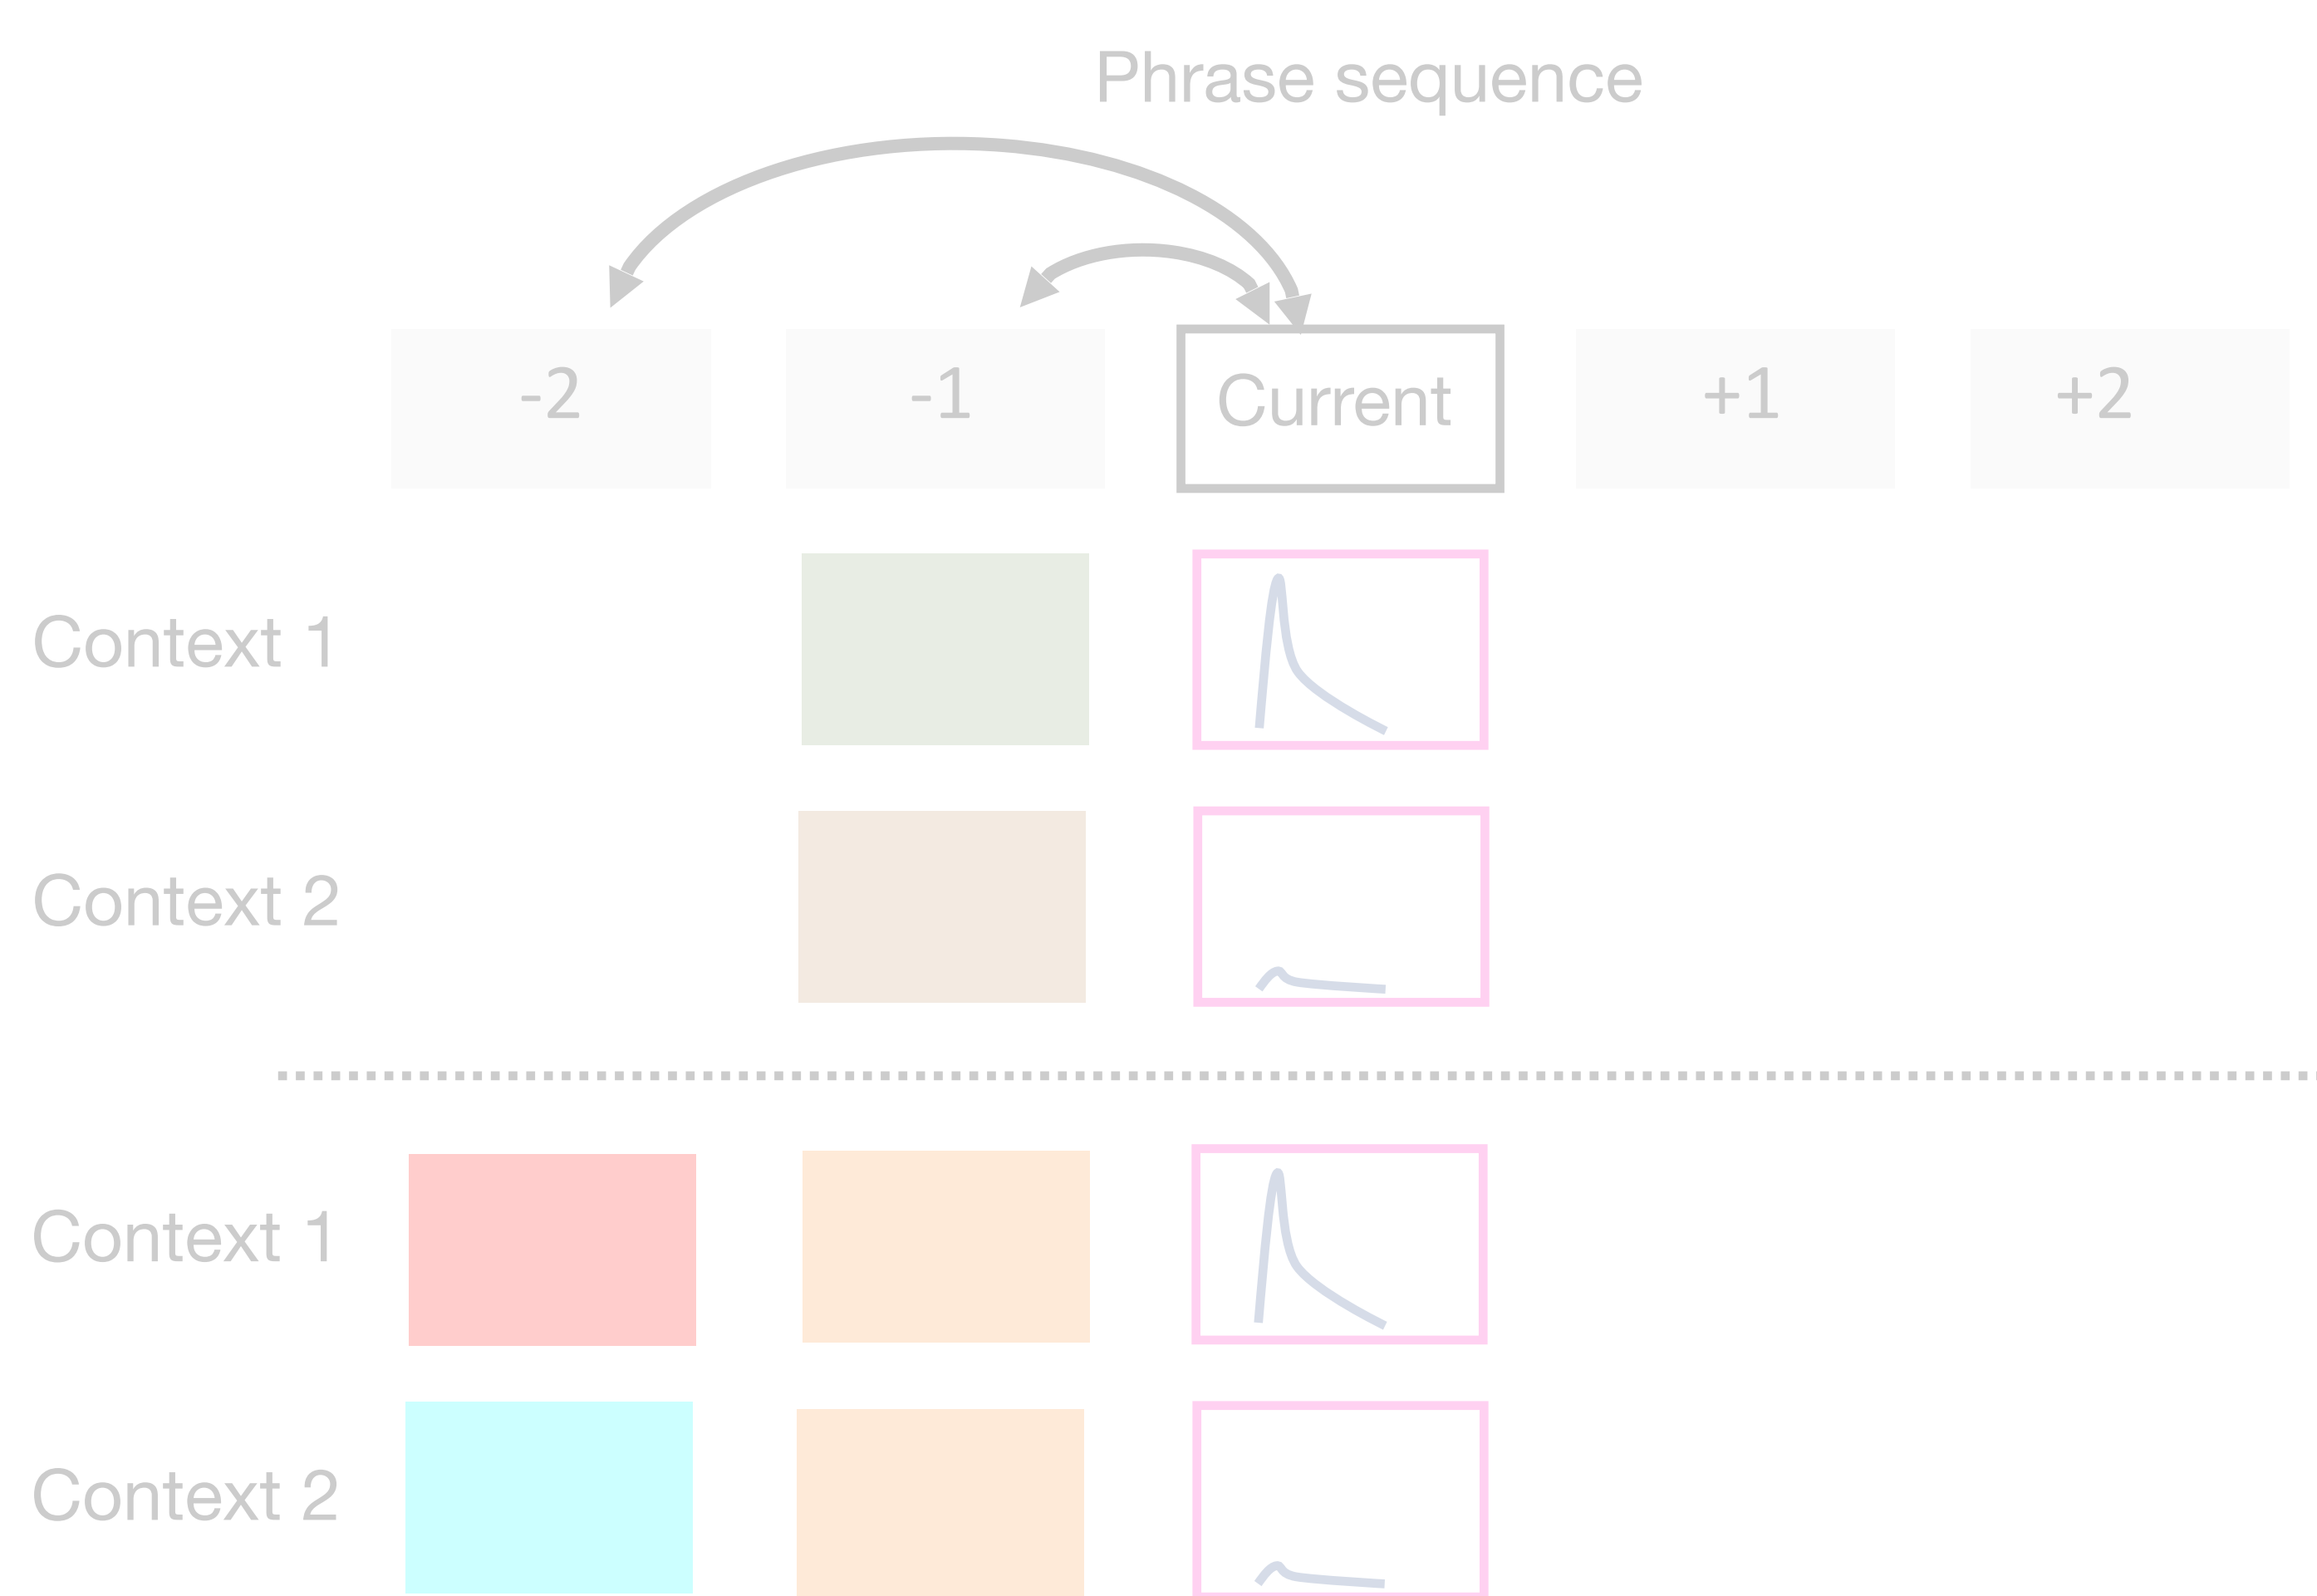 Phrase sequence
-2 -1 Current +1 +2
Context 1
Context 2
Context 1
Context 2